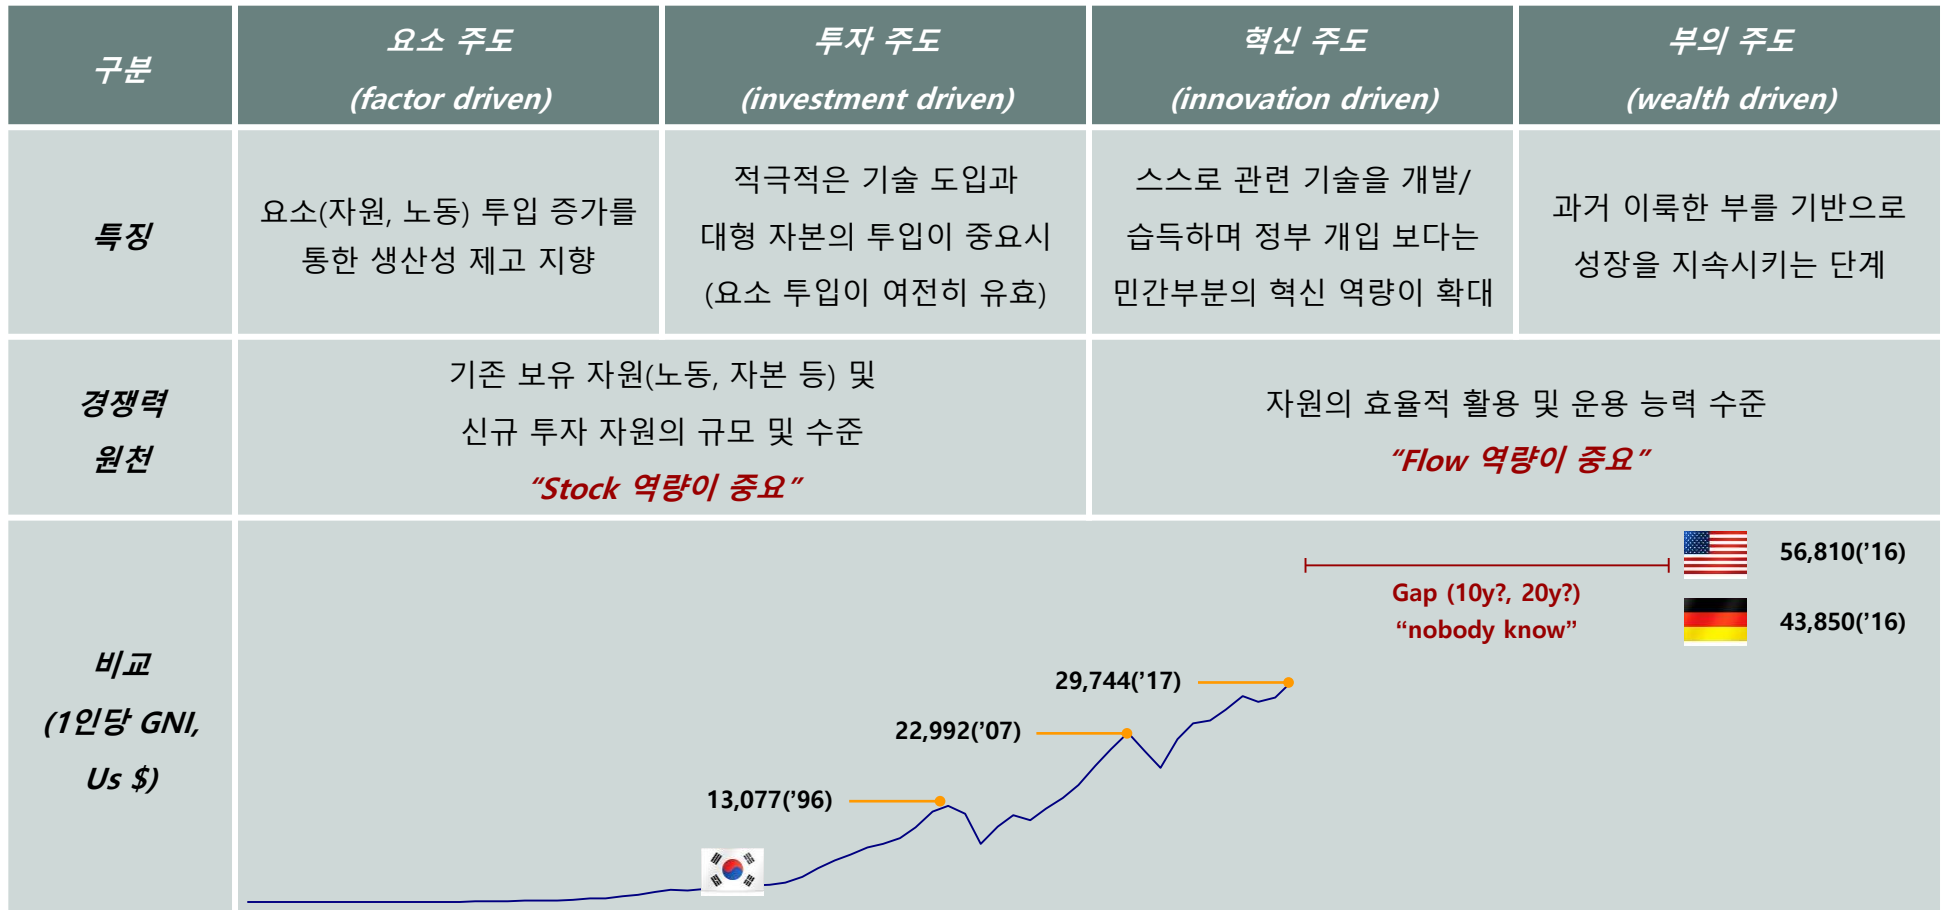 구분
요소 주도
(factor driven)
투자 주도
(investment driven)
혁신 주도
(innovation driven)
부의 주도
(wealth driven)
특징
요소(자원, 노동) 투입 증가를
통한 생산성 제고 지향
적극적은 기술 도입과
대형 자본의 투입이 중요시
(요소 투입이 여전히 유효)
스스로 관련 기술을 개발/
습득하며 정부 개입 보다는
민간부분의 혁신 역량이 확대
과거 이룩한 부를 기반으로
성장을 지속시키는 단계
경쟁력
원천
기존 보유 자원(노동, 자본 등) 및
신규 투자 자원의 규모 및 수준
“Stock 역량이 중요”
자원의 효율적 활용 및 운용 능력 수준
“Flow 역량이 중요”
비교
(1인당 GNI,
Us $)
13,077(’96)
22,992(’07)
29,744(’17)
Gap (10y?, 20y?)
“nobody know”
56,810(’16)
43,850(’16)